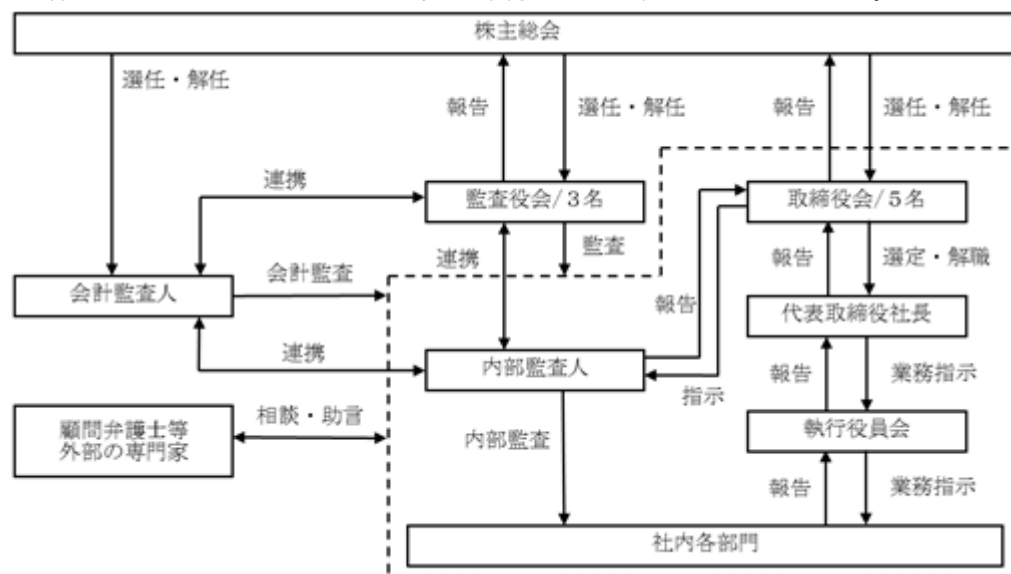 株主総会
選任・解任
報告
選任・解任
報告
選任・解任
連携
監査役会/3名
取締役会/5名
連携
監査
報告
選定・解職
会計監査人
会計監査
報告
代表取締役社長
連携
内部監査人
指示
報告
業務指示
顧問弁護士等
外部の専門家
相談・助言
内部監査
執行役員会
報告
業務指示
社内各部門